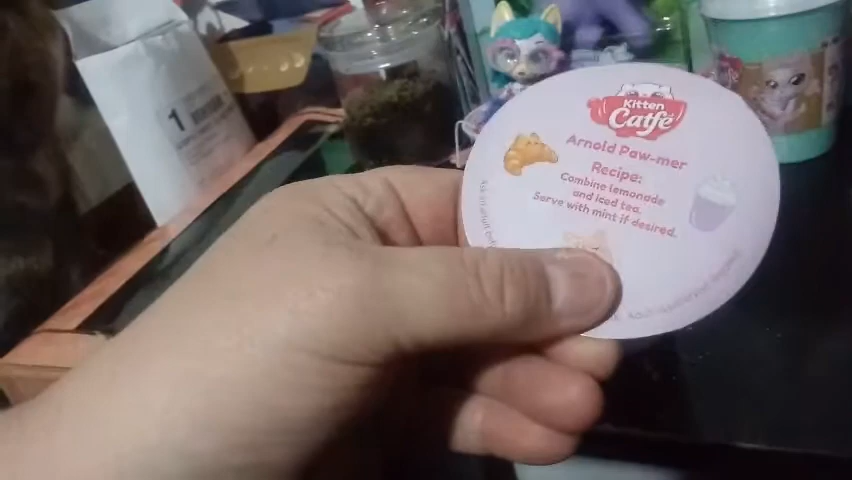 1
Kitten
Catfé
Arnold Paw-mer
Recipe:
Combine lemonade
and iced tea.
Serve with mint if desired.